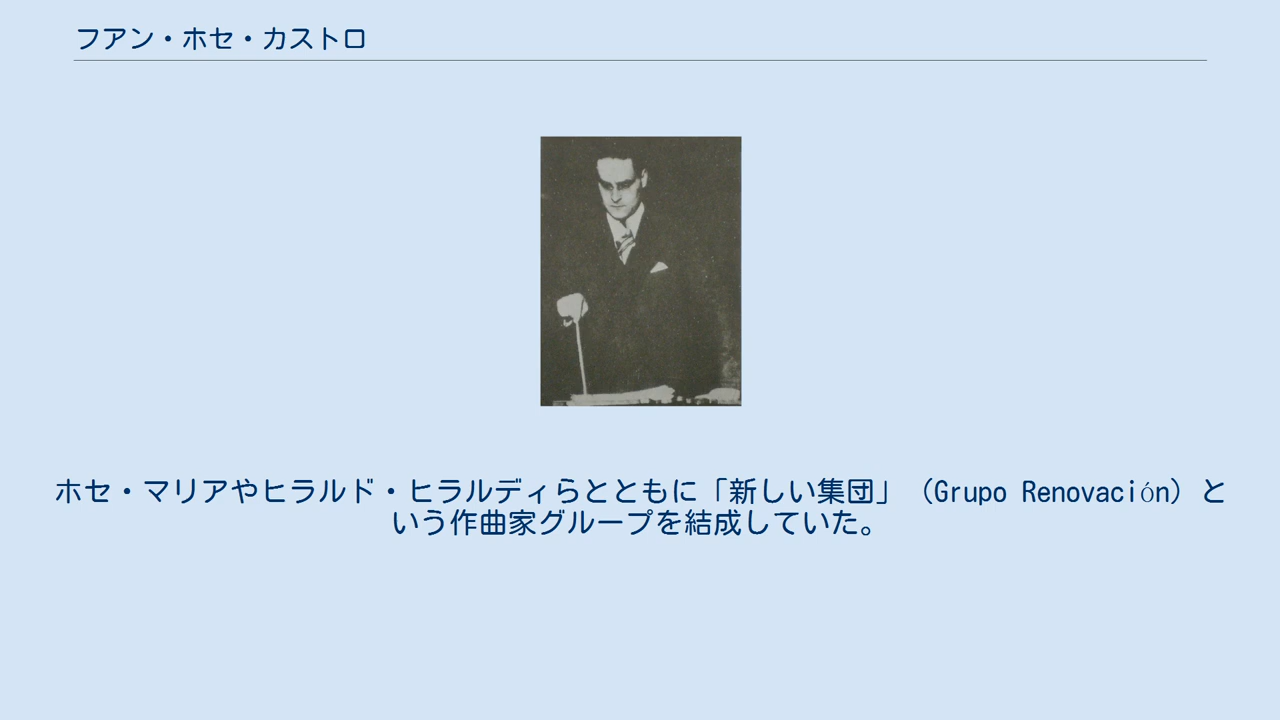 フアン・ホセ・カストロ
ホセ・マリアやヒラルド・ヒラルディらとともに「新しい集団」（Grupo Renovación）と
いう作曲家グループを結成していた。